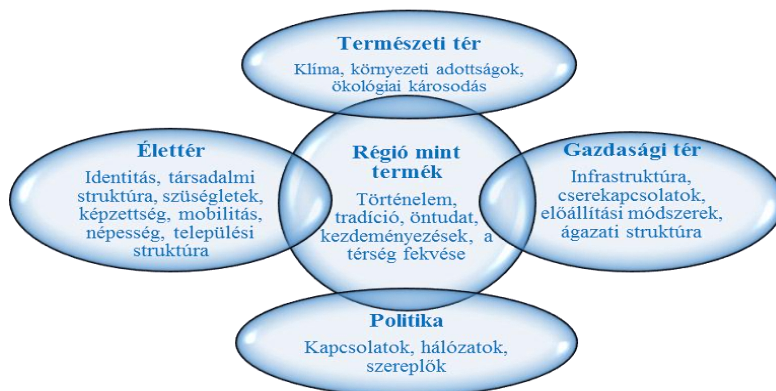 Természeti tér
Klíma, környezeti adottságok,
ökológiai károsodás
Élettér
Identitás, társadalmi
struktúra, szüségletek,
képzettség, mobilitás,
népesség, települési
struktúra
Régió mint
termék
Történelem,
tradíció, öntudat,
kezdeményezések, a
térség fekvése
Gazdasági tér
Infrastruktúra,
cserekapcsolatok,
előállítási módszerek,
ágazati struktúra
Politika
Kapcsolatok, hálózatok,
szereplők